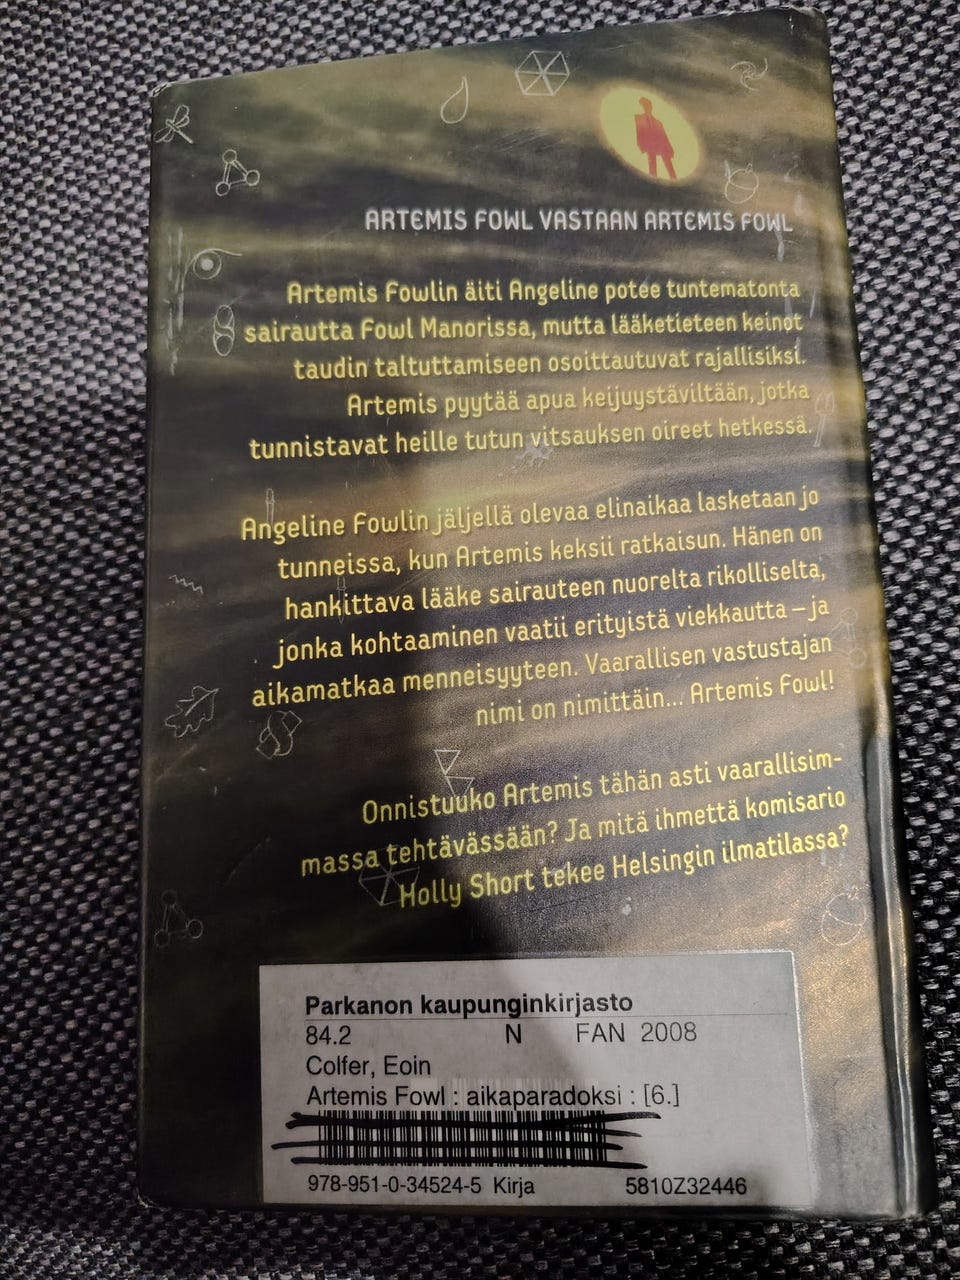 ARTEMIS FOWL VASTAAN ARTEMIS FOWL
Artemis Fowlin äiti Angeline potee tuntematonta
sairautta Fowl Manorissa, mutta lääketieteen keinot
taudin taltuttamiseen osoittautuvat rajallisiksi.
Artemis pyytää apua keijuystäviltään, jotka
tunnistavat heille tutun vitsauksen oireet hetkessä.
Angeline Fowlin jäljellä olevaa elinaikaa lasketaan jo
tunneissa, kun Artemis keksii ratkaisun. Hänen on
hankittava lääke sairauteen nuorelta rikolliselta,
jonka kohtaaminen vaatii erityistä viekkautta – ja
aikamatkaa menneisyyteen. Vaarallisen vastustajan
nimi on nimittäin... Artemis Fowl!
Onnistuuko Artemis tähän asti vaarallisim-
massa tehtävässään? Ja mitä ihmettä komisario
Holly Short tekee Helsingin ilmatilassa?
Parkanon kaupunginkirjasto
84.2 N FAN 2008
Colfer, Eoin
Artemis Fowl : aikaparadoksi : [6.]
978-951-0-34524-5 Kirja 5810Z32446